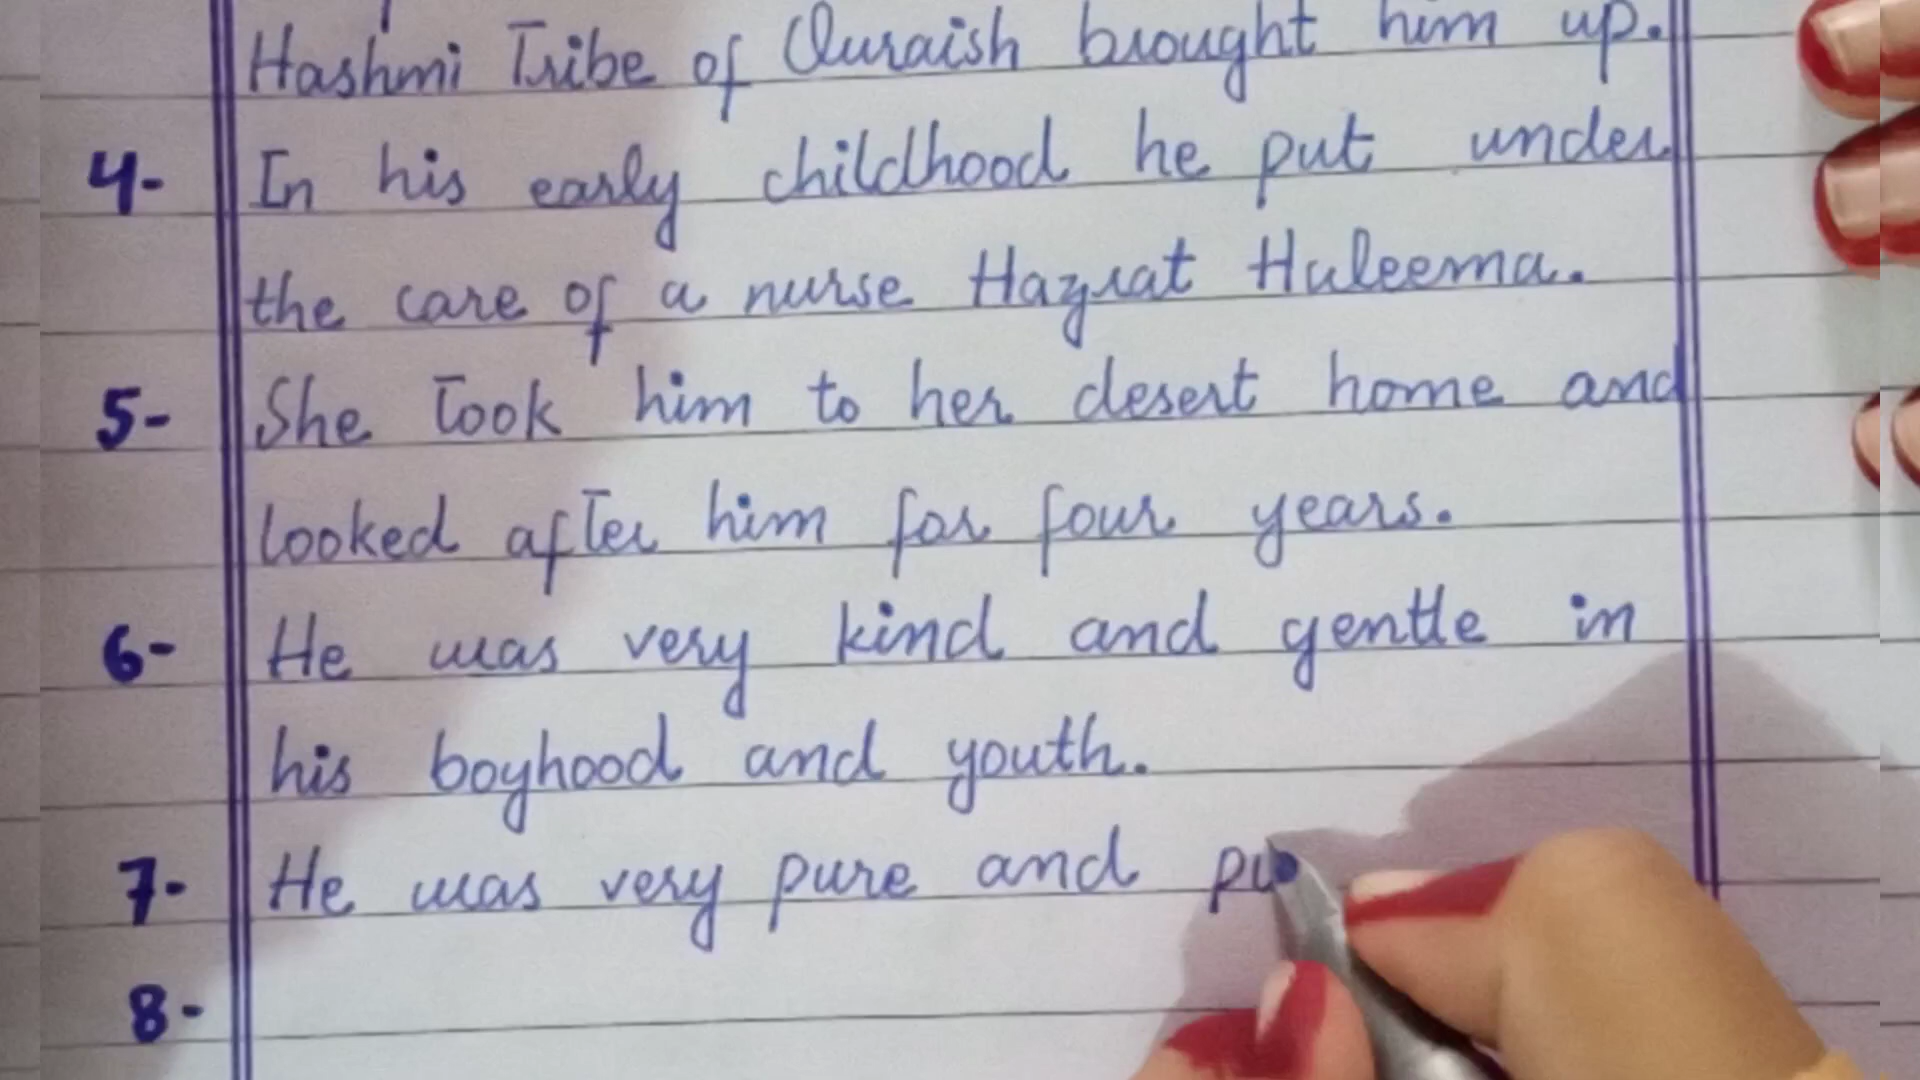 Hashmi Tribe of Quraish brought him up.
4- In his early childhood he put under
the care of a nurse Hazrat Huleema.
5- She took him to her desert home and
looked after him for four years.
6- He was very kind and gentle in
his boyhood and youth.
7- He was very pure and
8-